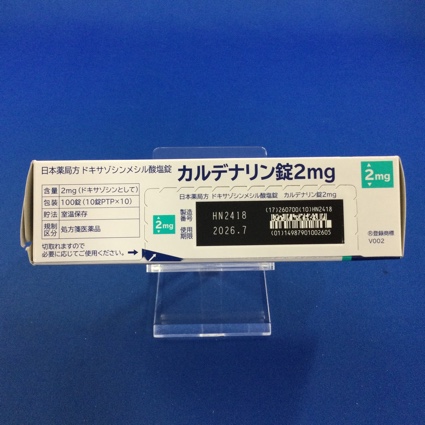 日本薬局方 ドキサゾシンメシル酸塩錠 カルデナリン錠2mg
2mg
含量 2mg（ドキサゾシンとして）
包装 100錠（10錠PTP×10）
貯法 室温保存
規制区分 処方箋医薬品
切取れますので
必要に応じてご使用ください。
日本薬局方 ドキサゾシンメシル酸塩錠 カルデナリン錠2mg
2mg
製造番号 HN2418
使用期限 2026.7
(17)260700(10)HN2418
(01)14987901002605
2mg
®登録商標
V002